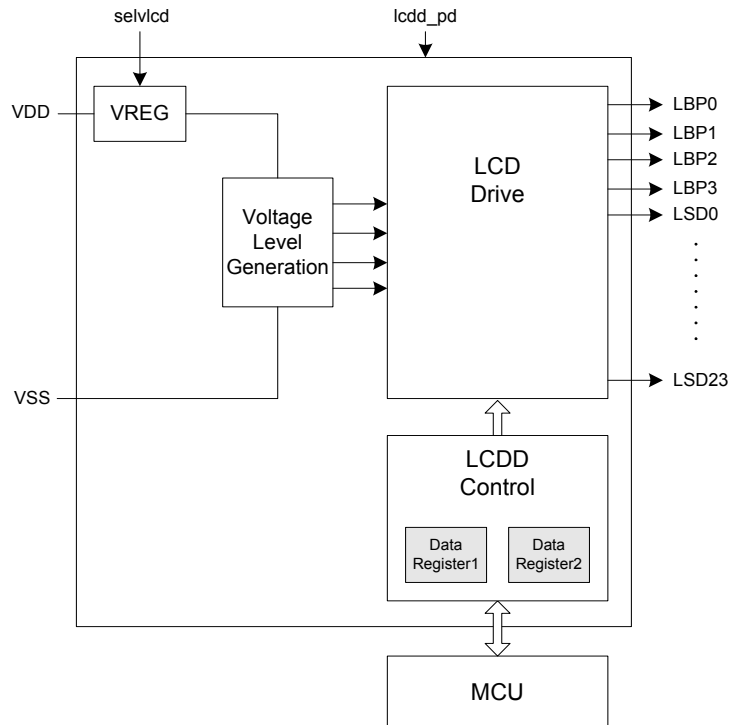 selvlcd
lcdd_pd
VDD
VREG
LBP0
LBP1
LBP2
LBP3
LSD0
LCD
Drive
Voltage
Level
Generation
VSS
LSD23
LCDD
Control
Data
Register1
Data
Register2
MCU